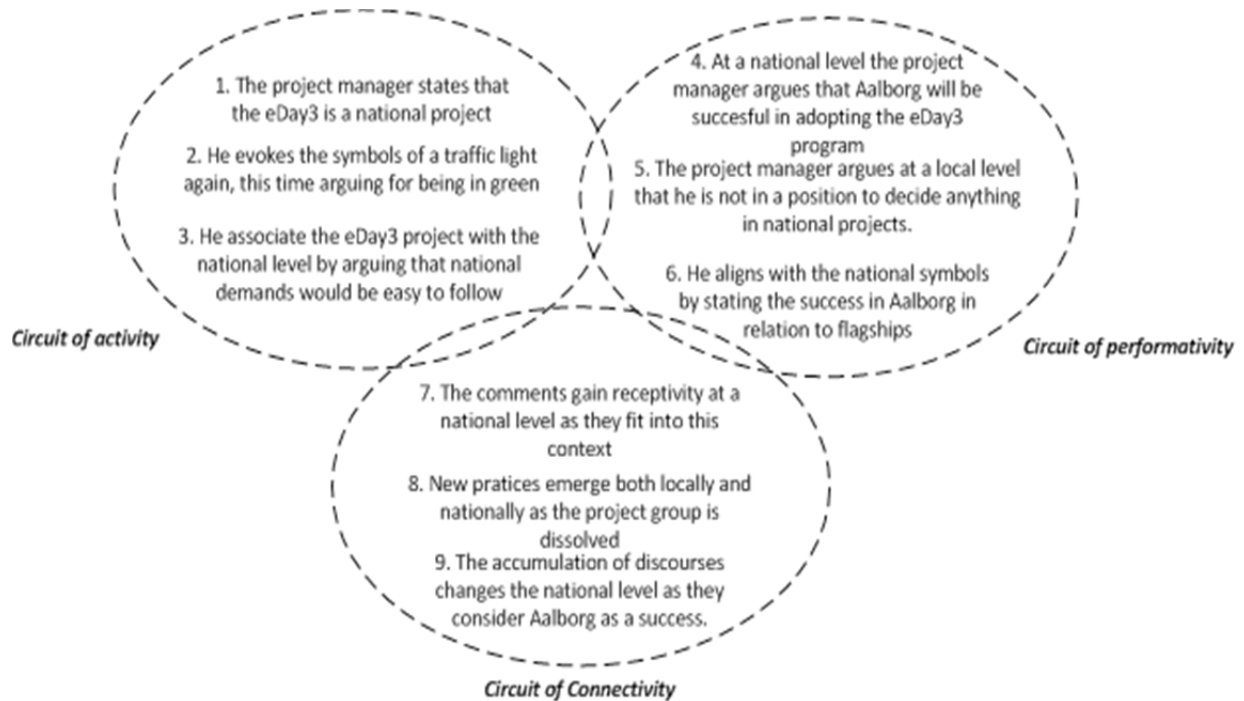 1. The project manager states that
the eDay3 is a national project
2. He evokes the symbols of a traffic light
again, this time arguing for being in green
3. He associate the eDay3 project with the
national level by arguing that national
demands would be easy to follow
Circuit of activity
4. At a national level the project
manager argues that Aalborg will be
succesful in adopting the eDay3
program
5. The project manager argues at a local level
that he is not in a position to decide anything
in national projects.
6. He aligns with the national symbols
by stating the success in Aalborg in
relation to flagships
Circuit of performativity
7. The comments gain receptivity at a
national level as they fit into this
context
8. New pratices emerge both locally and
nationally as the project group is
dissolved
9. The accumulation of discourses
changes the national level as they
consider Aalborg as a success.
Circuit of Connectivity